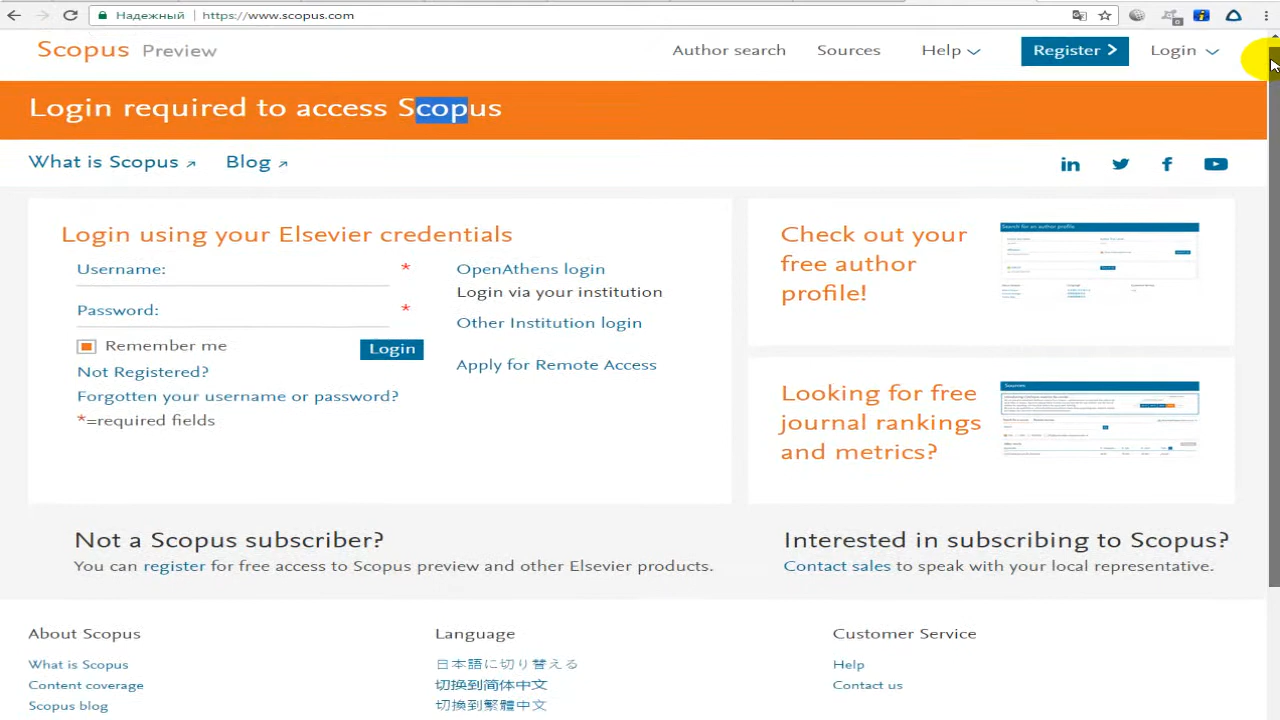 Надежный https://www.scopus.com
Scopus Preview Author search Sources Help Register Login
Login required to access Scopus
What is Scopus Blog
Login using your Elsevier credentials
Username: *
Password: *
Remember me Login
Not Registered?
Forgotten your username or password?
*=required fields
OpenAthens login
Login via your institution
Other Institution login
Apply for Remote Access
Check out your
free author
profile!
Search for an author profile
Looking for free
journal rankings
and metrics?
Sources
Not a Scopus subscriber?
You can register for free access to Scopus preview and other Elsevier products.
Interested in subscribing to Scopus?
Contact sales to speak with your local representative.
About Scopus
What is Scopus
Content coverage
Scopus blog
Language
日本語に切り替える
切换到简体中文
切換到繁體中文
Customer Service
Help
Contact us